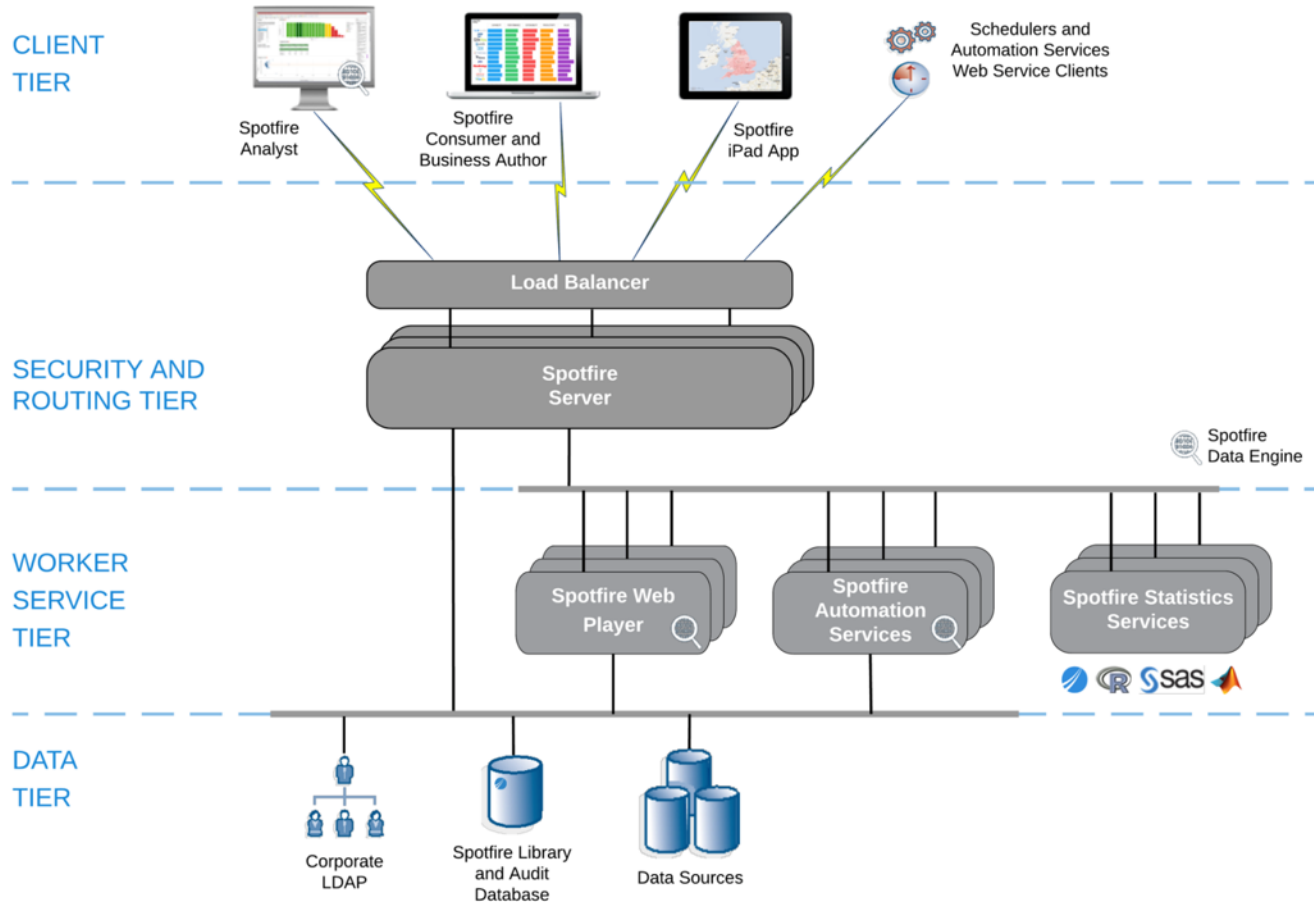 CLIENT
TIER
Spotfire
Analyst
Spotfire
Consumer and
Business Author
Spotfire
iPad App
Schedulers and
Automation Services
Web Service Clients
Load Balancer
SECURITY AND
ROUTING TIER
Spotfire
Server
Spotfire
Data Engine
WORKER
SERVICE
TIER
Spotfire Web
Player
Spotfire
Automation
Services
Spotfire Statistics
Services
R
sas
DATA
TIER
Corporate
LDAP
Spotfire Library
and Audit
Database
Data Sources